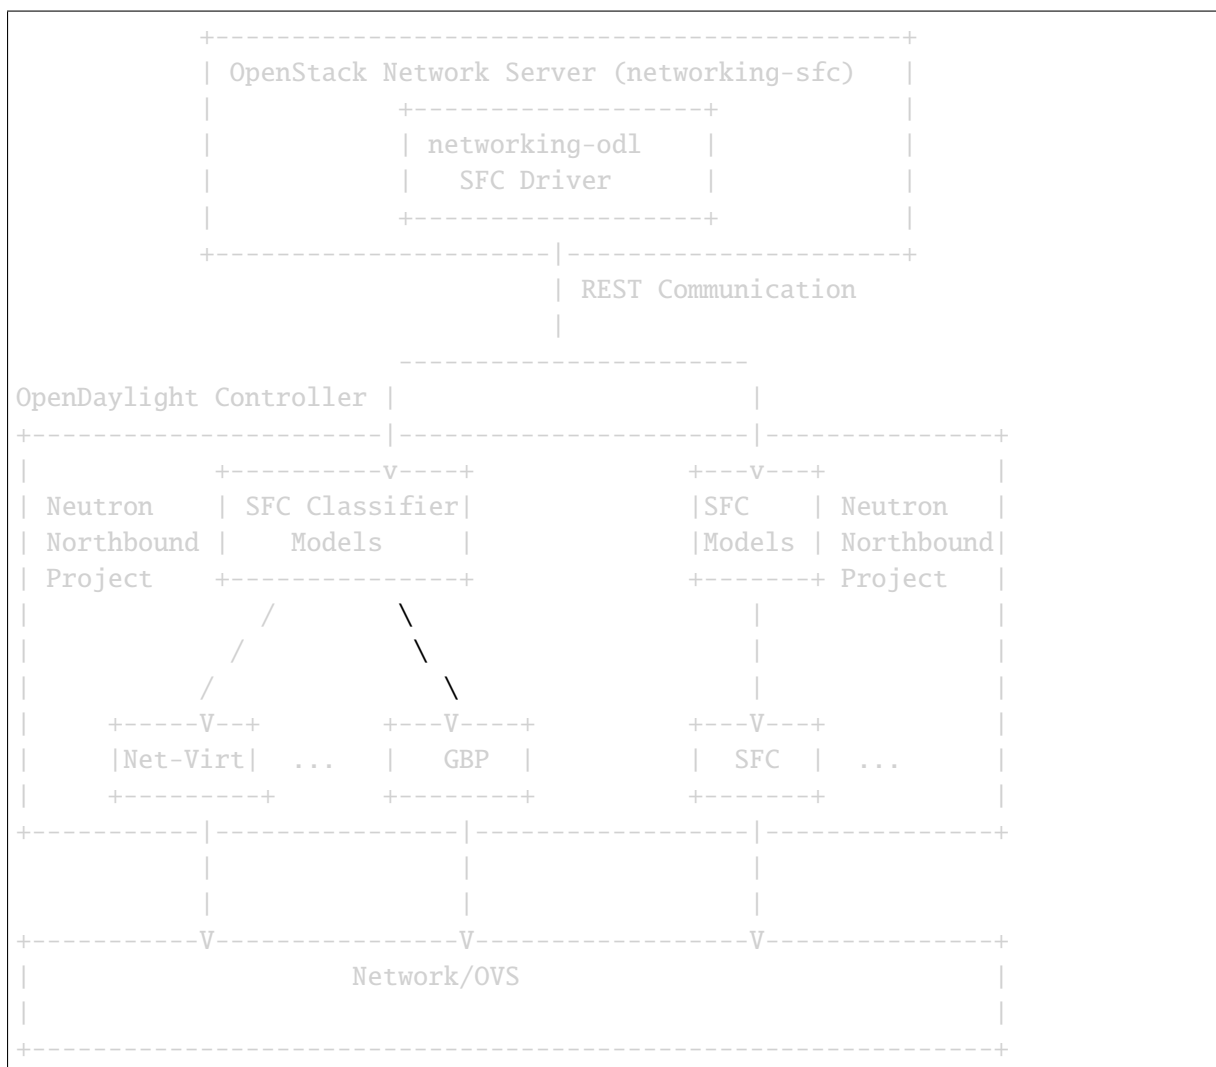 +---------------------------------------------+
| OpenStack Network Server (networking-sfc)   |
|            +-------------------+            |
|            | networking-odl    |            |
|            |   SFC Driver      |            |
|            +-------------------+            |
+----------------------|----------------------+
| REST Communication
|
-----------------------
OpenDaylight Controller |                       |
+-----------------------|-----------------------|---------------+
|            +----------v----+              +---v---+           |
| Neutron    | SFC Classifier|              |SFC    | Neutron   |
| Northbound |    Models     |              |Models | Northbound|
| Project    +---------------+              +-------+ Project   |
|               /        \                      |               |
|             /           \                     |               |
|           /               \                   |               |
|     +-----V--+        +---V----+          +---V---+           |
|     |Net-Virt|  ...   |   GBP  |          |  SFC  |  ...      |
|     +---------+       +--------+          +-------+           |
+-----------|----------------|------------------|---------------+
|                |                  |
|                |                  |
+-----------V----------------V------------------V---------------+
|                     Network/OVS                               |
|                                                               |
+---------------------------------------------------------------+